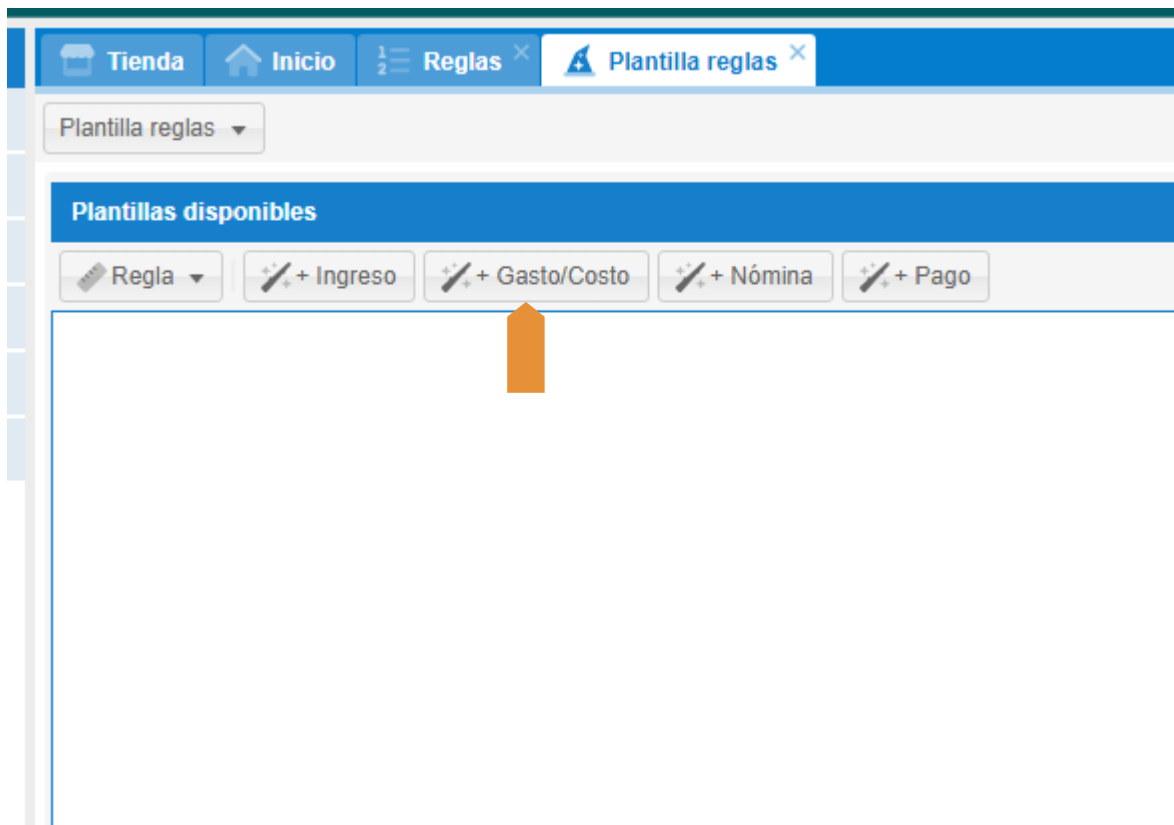 Tienda Inicio Reglas Plantilla reglas
Plantilla reglas
Plantillas disponibles
Regla + Ingreso + Gasto/Costo + Nómina + Pago